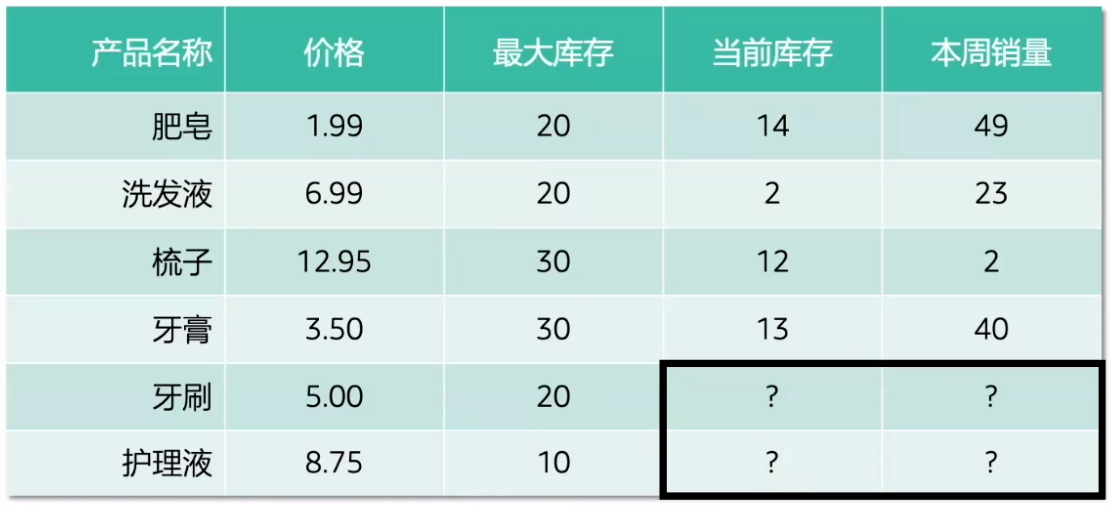 产品名称 价格 最大库存 当前库存 本周销量
肥皂 1.99 20 14 49
洗发液 6.99 20 2 23
梳子 12.95 30 12 2
牙膏 3.50 30 13 40
牙刷 5.00 20 ? ?
护理液 8.75 10 ? ?